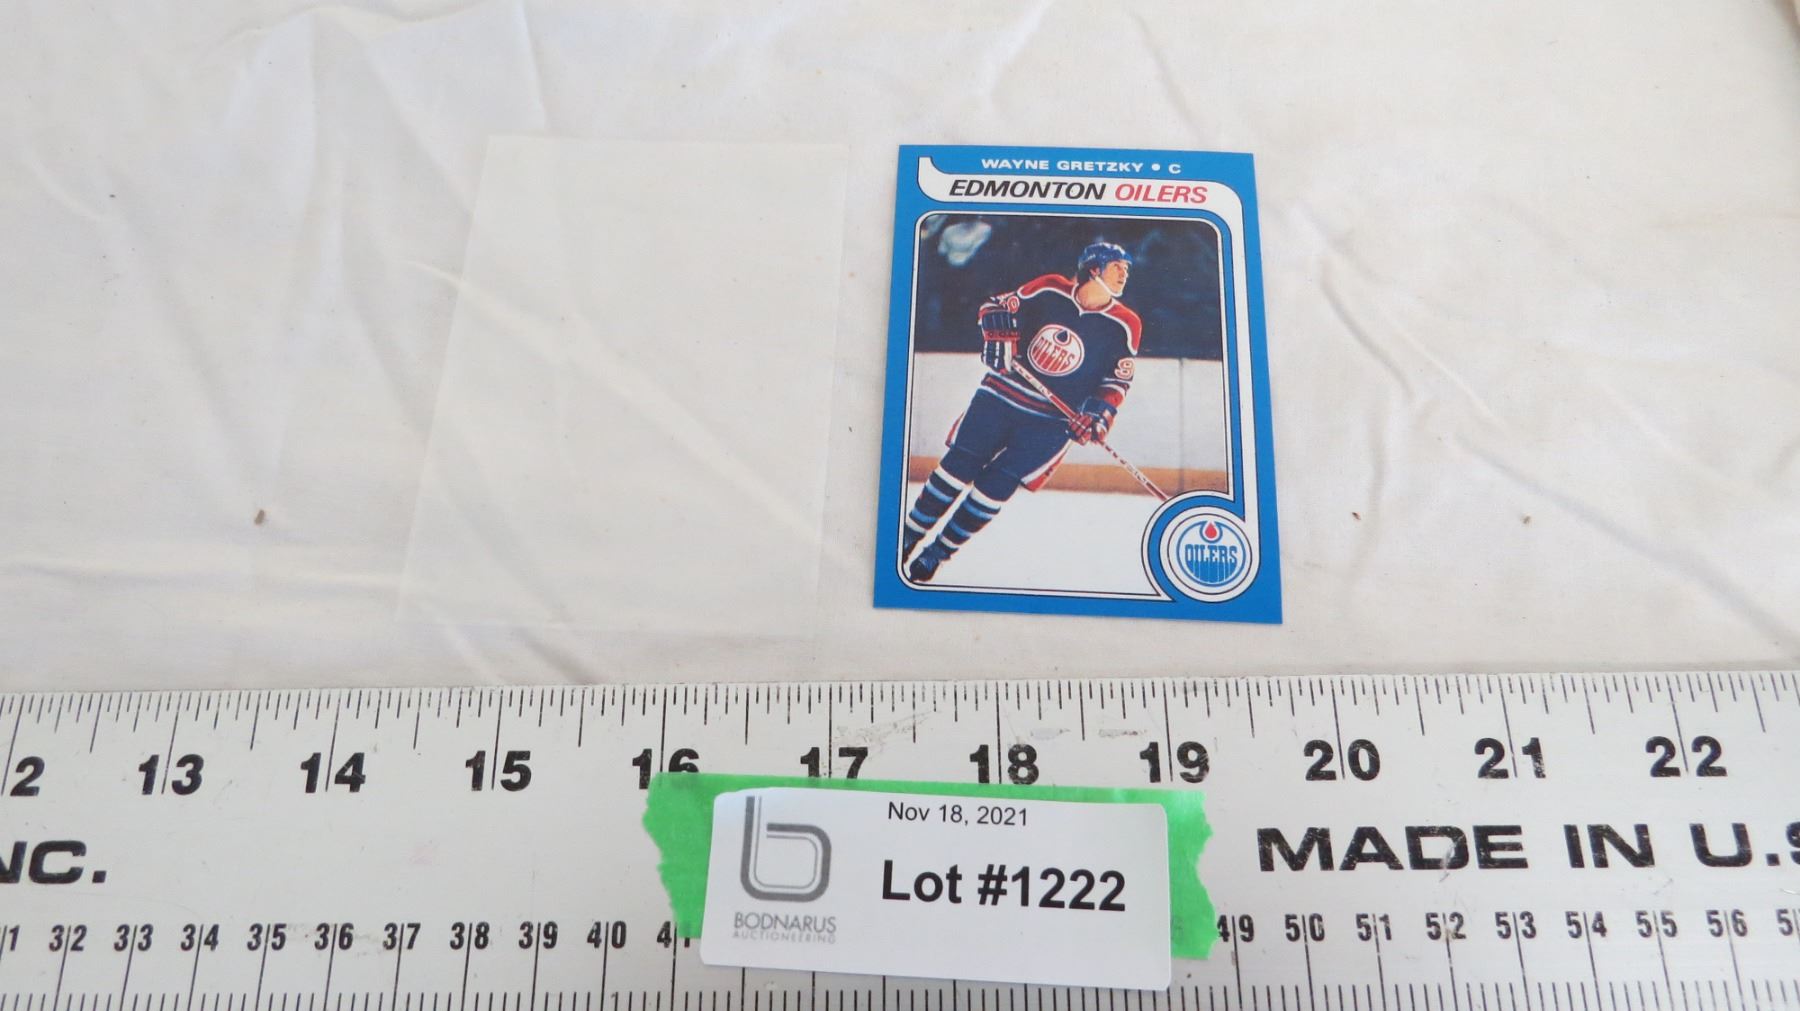 WAYNE GRETZKY • C
EDMONTON OILERS
OILERS
9
OILERS
13 14 15 16 17 18 19 20 21 22
Nov 18, 2021
Lot #1222
BODNARUS
AUCTIONEERING
NC.
MADE IN U.S
32 33 34 35 36 37 38 39 40 49 50 51 52 53 54 55 56